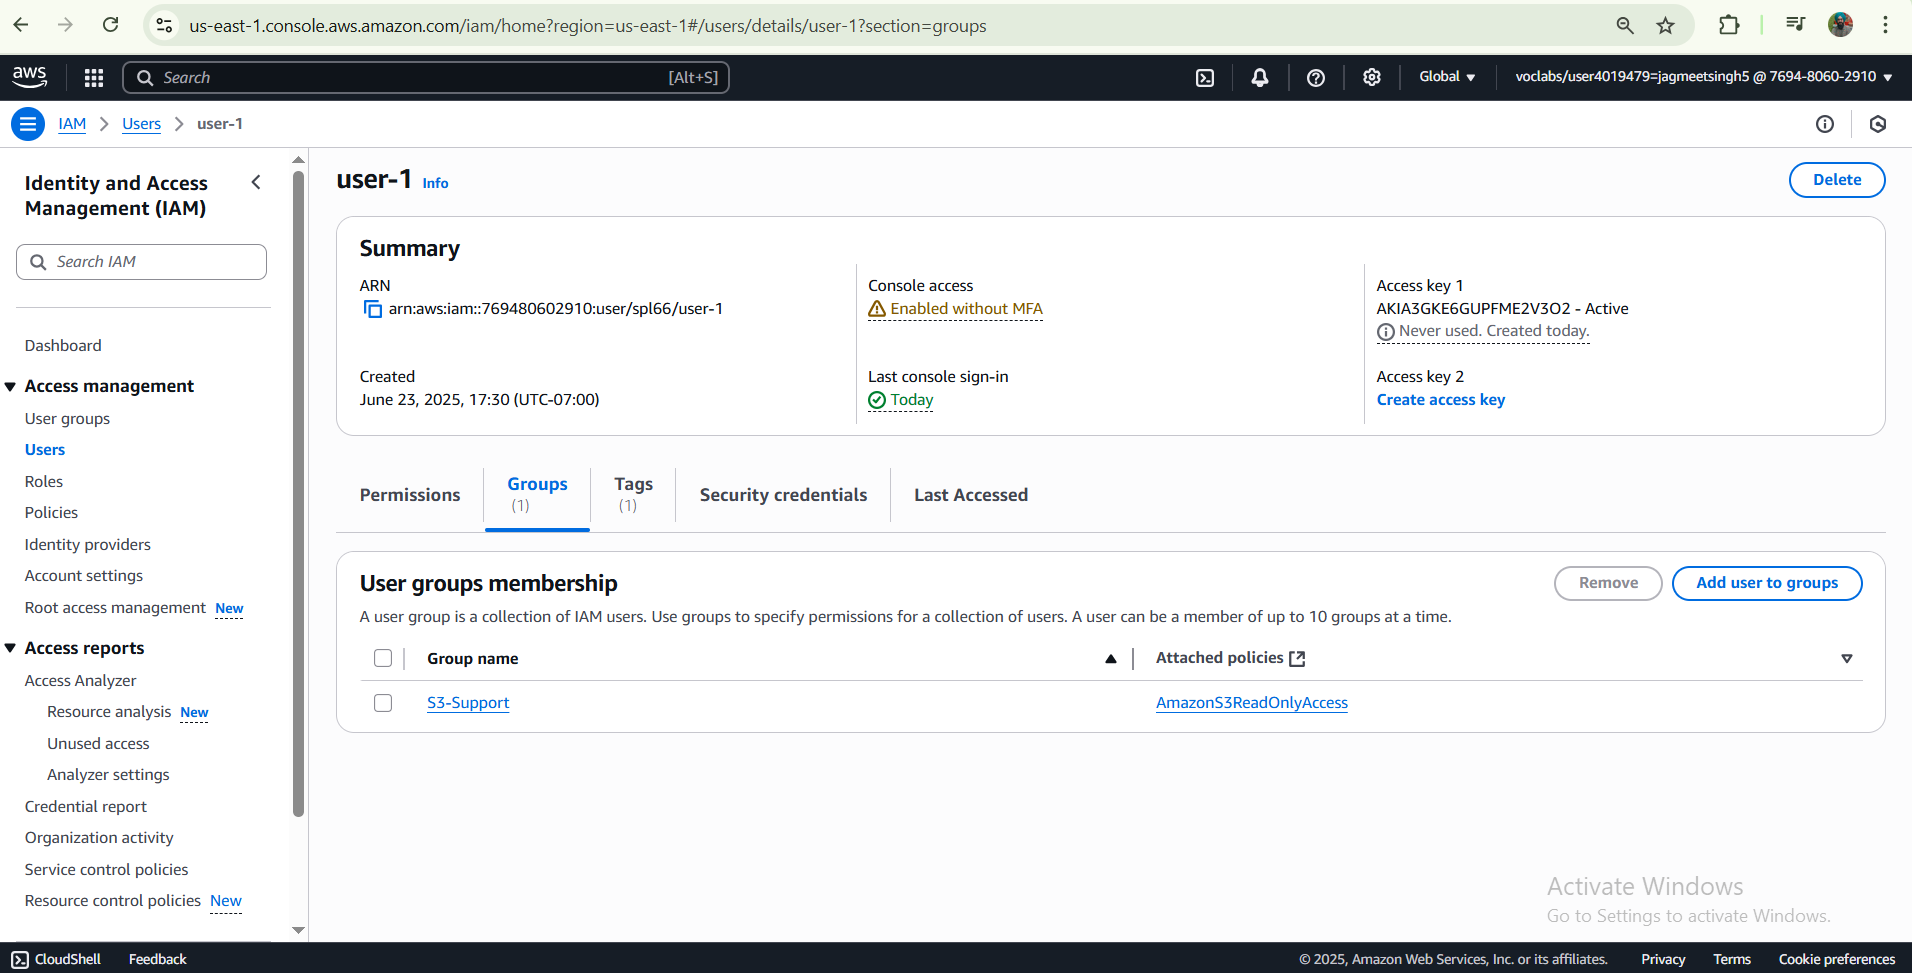 us-east-1.console.aws.amazon.com/iam/home?region=us-east-1#/users/details/user-1?section=groups
aws
Search
[Alt+S]
Global
voclabs/user4019479=jagmeetsingh5 @ 7694-8060-2910
IAM
Users
user-1
Identity and Access
Management (IAM)
Search IAM
Dashboard
Access management
User groups
Users
Roles
Policies
Identity providers
Account settings
Root access management New
Access reports
Access Analyzer
Resource analysis New
Unused access
Analyzer settings
Credential report
Organization activity
Service control policies
Resource control policies New
user-1 Info
Delete
Summary
ARN
arn:aws:iam::769480602910:user/spl66/user-1
Created
June 23, 2025, 17:30 (UTC-07:00)
Console access
Enabled without MFA
Last console sign-in
Today
Access key 1
AKIA3GKE6GUPFME2V3O2 - Active
Never used. Created today.
Access key 2
Create access key
Permissions
Groups
(1)
Tags
(1)
Security credentials
Last Accessed
User groups membership
Remove
Add user to groups
A user group is a collection of IAM users. Use groups to specify permissions for a collection of users. A user can be a member of up to 10 groups at a time.
Group name
Attached policies
S3-Support
AmazonS3ReadOnlyAccess
Activate Windows
Go to Settings to activate Windows.
CloudShell
Feedback
© 2025, Amazon Web Services, Inc. or its affiliates.
Privacy
Terms
Cookie preferences